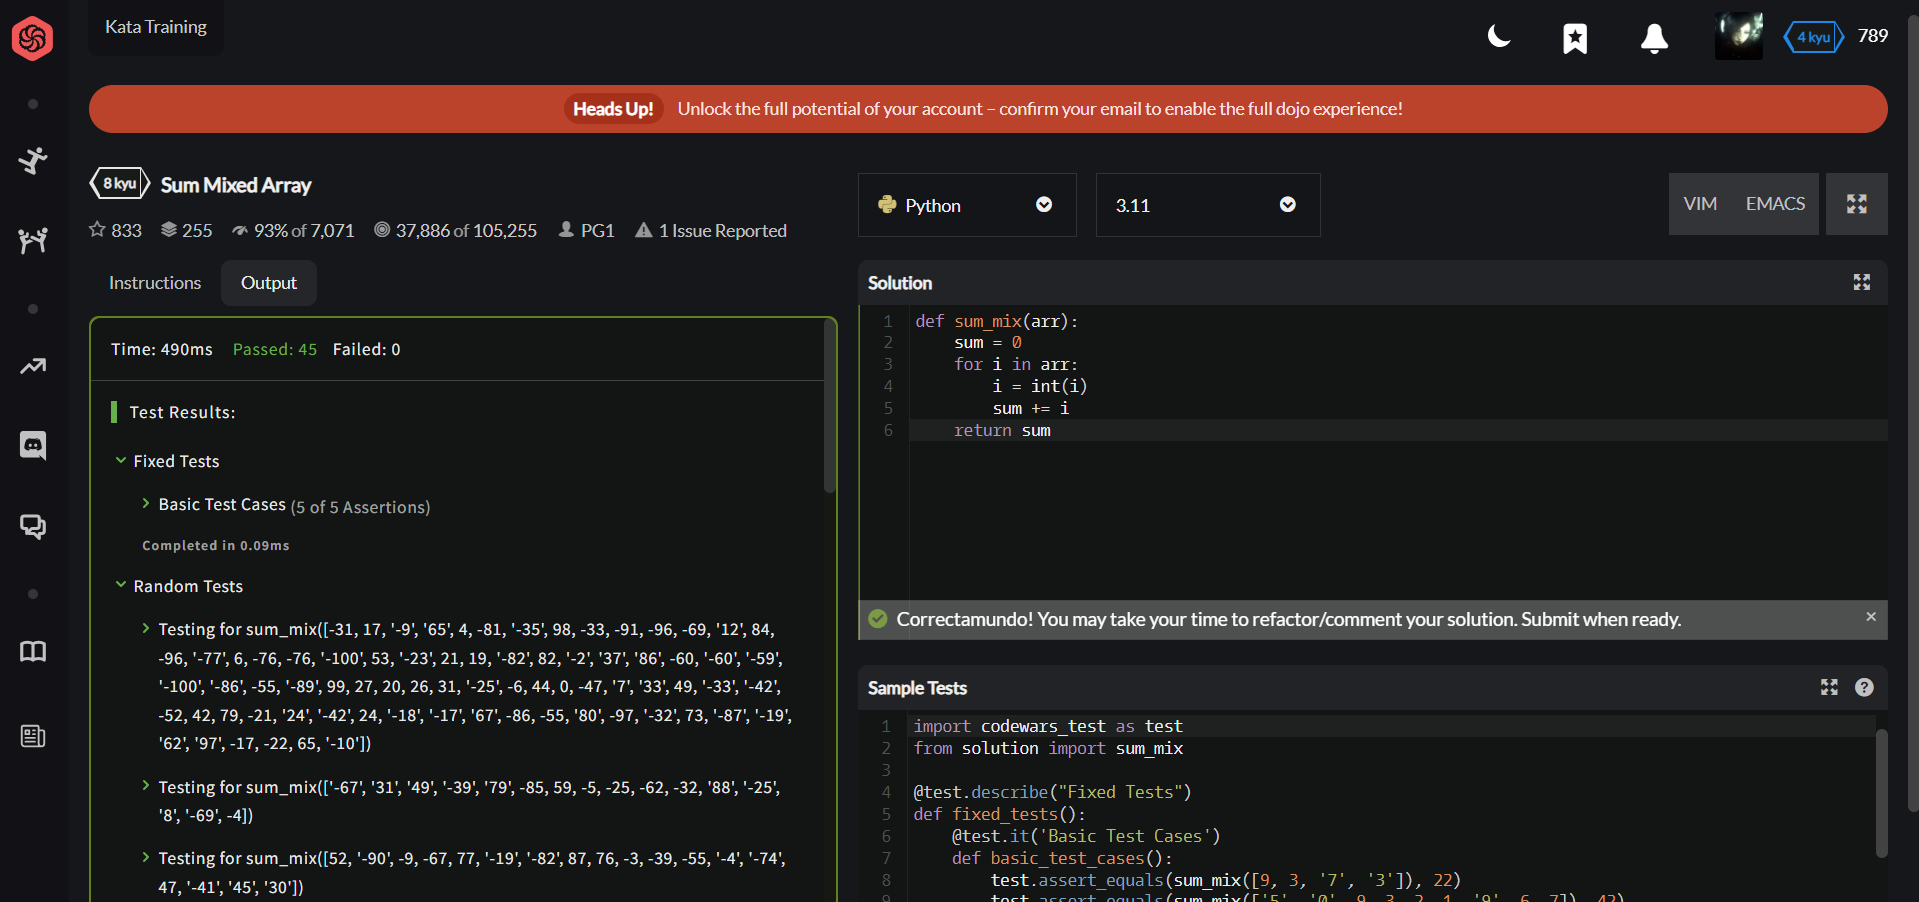 Kata Training
4 kyu 789
Heads Up! Unlock the full potential of your account – confirm your email to enable the full dojo experience!
8 kyu Sum Mixed Array
833 255 93% of 7,071 37,886 of 105,255 PG1 1 Issue Reported
Instructions Output
Time: 490ms Passed: 45 Failed: 0
Test Results:
Fixed Tests
Basic Test Cases (5 of 5 Assertions)
Completed in 0.09ms
Random Tests
Testing for sum_mix([-31, 17, '-9', '65', 4, -81, '-35', 98, -33, -91, -96, -69, '12', 84,
-96, '-77', 6, -76, -76, '-100', 53, '-23', 21, 19, '-82', 82, '-2', '37', '86', -60, '-60', '-59',
'-100', '-86', -55, '-89', 99, 27, 20, 26, 31, '-25', -6, 44, 0, -47, '7', '33', 49, '-33', '-42',
-52, 42, 79, -21, '24', '-42', 24, '-18', '-17', '67', -86, -55, '80', -97, '-32', 73, '-87', '-19',
'62', '97', -17, -22, 65, '-10'])
Testing for sum_mix(['-67', '31', '49', '-39', '79', -85, 59, -5, -25, -62, -32, '88', '-25',
'8', '-69', -4])
Testing for sum_mix([52, '-90', -9, -67, 77, '-19', '-82', 87, 76, -3, -39, -55, '-4', '-74',
47, '-41', '45', '30'])
Python 3.11 VIM EMACS
Solution
1 def sum_mix(arr):
2 sum = 0
3 for i in arr:
4 i = int(i)
5 sum += i
6 return sum
Correctamundo! You may take your time to refactor/comment your solution. Submit when ready.
Sample Tests
1 import codewars_test as test
2 from solution import sum_mix
3
4 @test.describe("Fixed Tests")
5 def fixed_tests():
6 @test.it('Basic Test Cases')
7 def basic_test_cases():
8 test.assert_equals(sum_mix([9, 3, '7', '3']), 22)
9 test.assert_equals(sum_mix(['5', '0', 9, 3, 2, 1, '9', 6, 7]), 42)